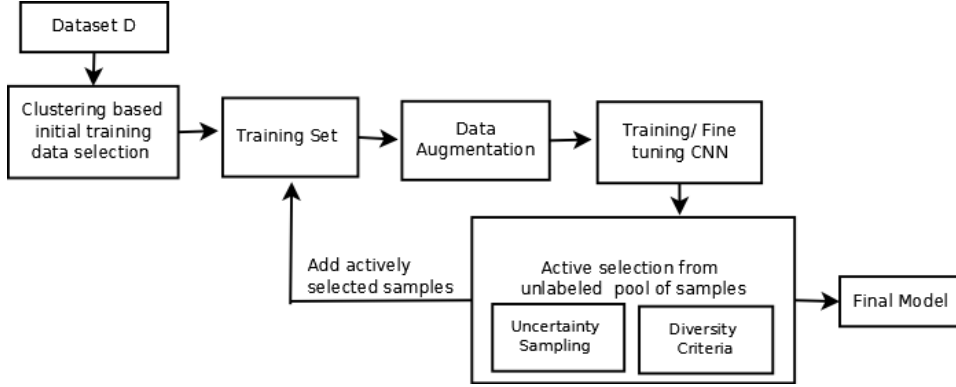 Dataset D
Clustering based
initial training
data selection
Training Set
Data
Augmentation
Training/ Fine
tuning CNN
Add actively
selected samples
Active selection from
unlabeled pool of samples
Uncertainty
Sampling
Diversity
Criteria
Final Model